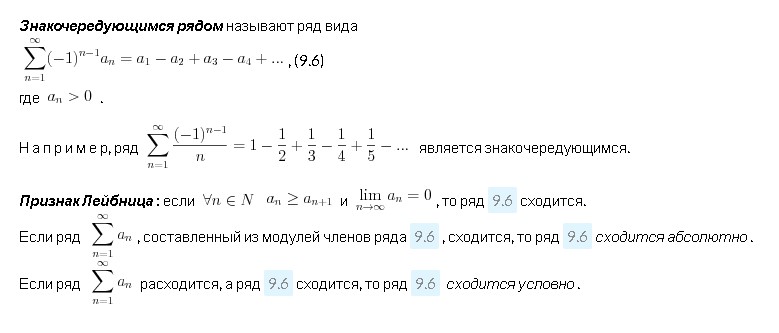 Знакочередующимся рядом называют ряд вида
\sum_{n=1}^{\infty}(-1)^{n-1}a_n = a_1 - a_2 + a_3 - a_4 + ... , (9.6)
где a_n > 0 .
Н а п р и м е р, ряд \sum_{n=1}^{\infty}\frac{(-1)^{n-1}}{n} = 1 - \frac{1}{2} + \frac{1}{3} - \frac{1}{4} + \frac{1}{5} - ... является знакочередующимся.
Признак Лейбница : если \forall n \in N a_n \geq a_{n+1} и \lim_{n \to \infty} a_n = 0 , то ряд 9.6 сходится.
Если ряд \sum_{n=1}^{\infty} a_n , составленный из модулей членов ряда 9.6 , сходится, то ряд 9.6 сходится абсолютно .
Если ряд \sum_{n=1}^{\infty} a_n расходится, а ряд 9.6 сходится, то ряд 9.6 сходится условно .